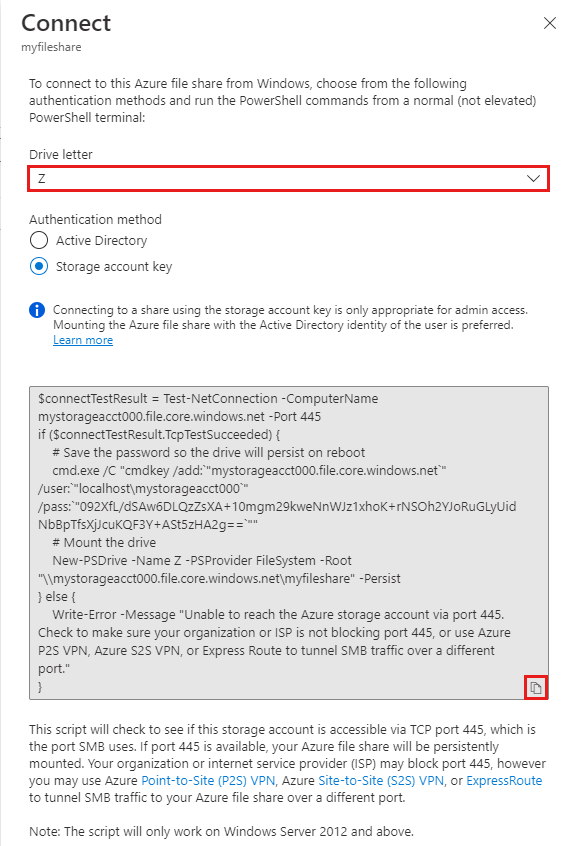 Connect
myfileshare
To connect to this Azure file share from Windows, choose from the following
authentication methods and run the PowerShell commands from a normal (not elevated)
PowerShell terminal:
Drive letter
Z
Authentication method
Active Directory
Storage account key
Connecting to a share using the storage account key is only appropriate for admin access.
Mounting the Azure file share with the Active Directory identity of the user is preferred.
Learn more
$connectTestResult = Test-NetConnection -ComputerName
mystorageacct000.file.core.windows.net -Port 445
if ($connectTestResult.TcpTestSucceeded) {
# Save the password so the drive will persist on reboot
cmd.exe /C "cmdkey /add:`"mystorageacct000.file.core.windows.net`"
/user:`"localhost\mystorageacct000`"
/pass:`"092XfL/dSAw6DLQzZsXA+10mgm29kweNnWJz1xhoK+rNSOh2YJoRuGLyUid
NbBpTfsXjJcuKQF3Y+ASt5zHA2g==`""
# Mount the drive
New-PSDrive -Name Z -PSProvider FileSystem -Root
"\\mystorageacct000.file.core.windows.net\myfileshare" -Persist
} else {
Write-Error -Message "Unable to reach the Azure storage account via port 445.
Check to make sure your organization or ISP is not blocking port 445, or use Azure
P2S VPN, Azure S2S VPN, or Express Route to tunnel SMB traffic over a different
port."
}
This script will check to see if this storage account is accessible via TCP port 445, which is
the port SMB uses. If port 445 is available, your Azure file share will be persistently
mounted. Your organization or internet service provider (ISP) may block port 445, however
you may use Azure Point-to-Site (P2S) VPN, Azure Site-to-Site (S2S) VPN, or ExpressRoute
to tunnel SMB traffic to your Azure file share over a different port.
Note: The script will only work on Windows Server 2012 and above.